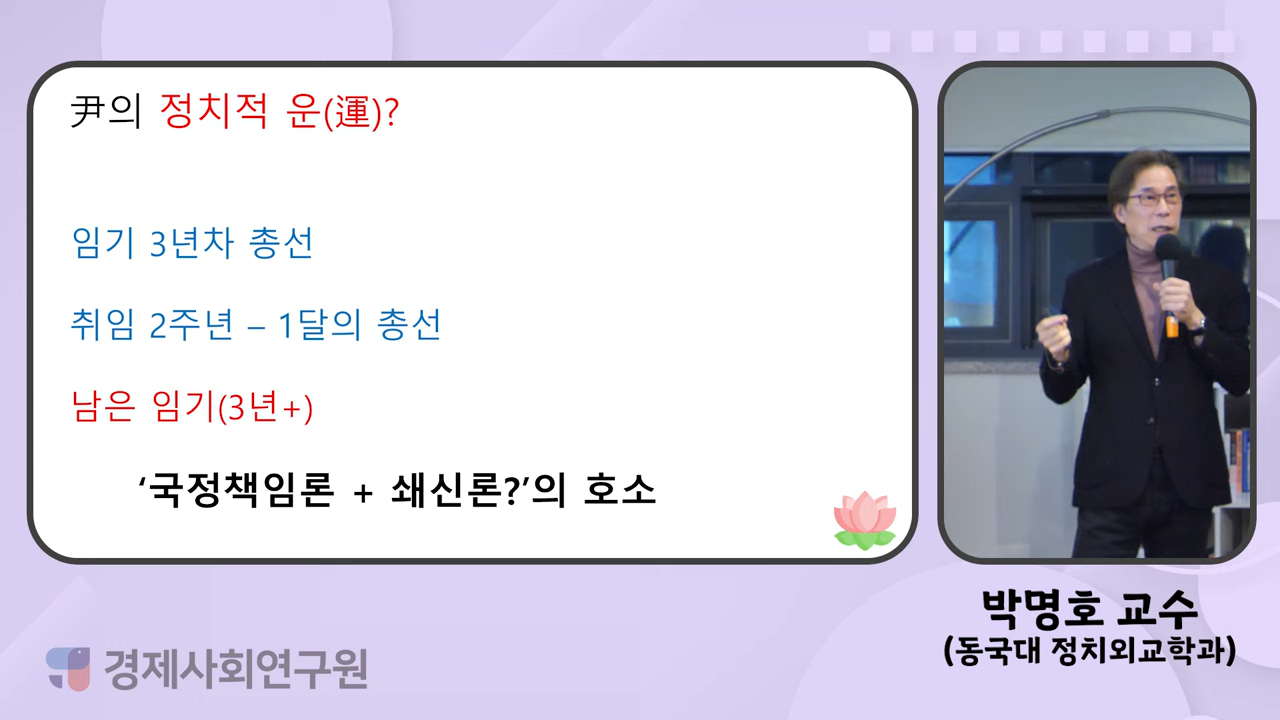 尹의 정치적 운(運)?
임기 3년차 총선
취임 2주년 – 1달의 총선
남은 임기(3년+)
‘국정책임론 + 쇄신론?’의 호소
박명호 교수
(동국대 정치외교학과)
경제사회연구원